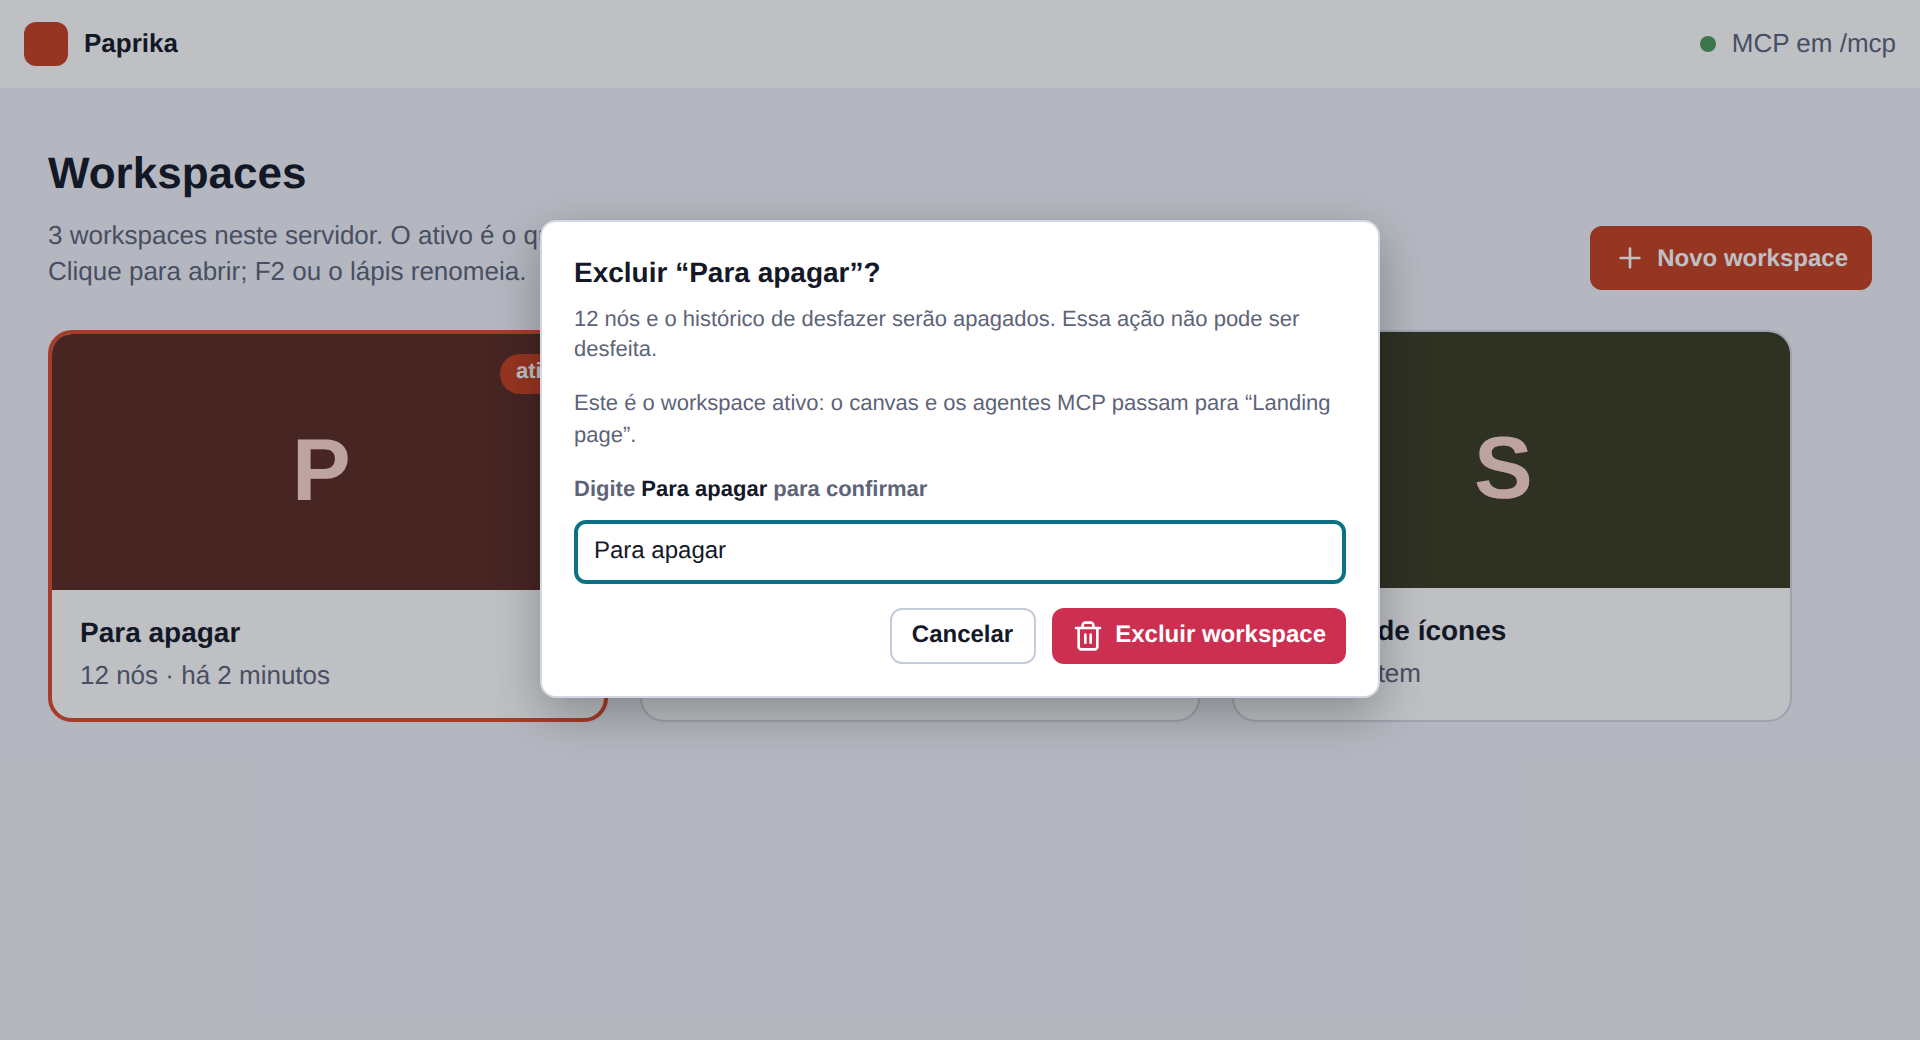 Paprika
MCP em /mcp
Workspaces
3 workspaces neste servidor. O ativo é o
Clique para abrir; F2 ou o lápis renomeia.
Novo workspace
P
Para apagar
12 nós · há 2 minutos
Excluir “Para apagar”?
12 nós e o histórico de desfazer serão apagados. Essa ação não pode ser
desfeita.
Este é o workspace ativo: o canvas e os agentes MCP passam para “Landing
page”.
Digite Para apagar para confirmar
Para apagar
Cancelar
Excluir workspace
S
de ícones